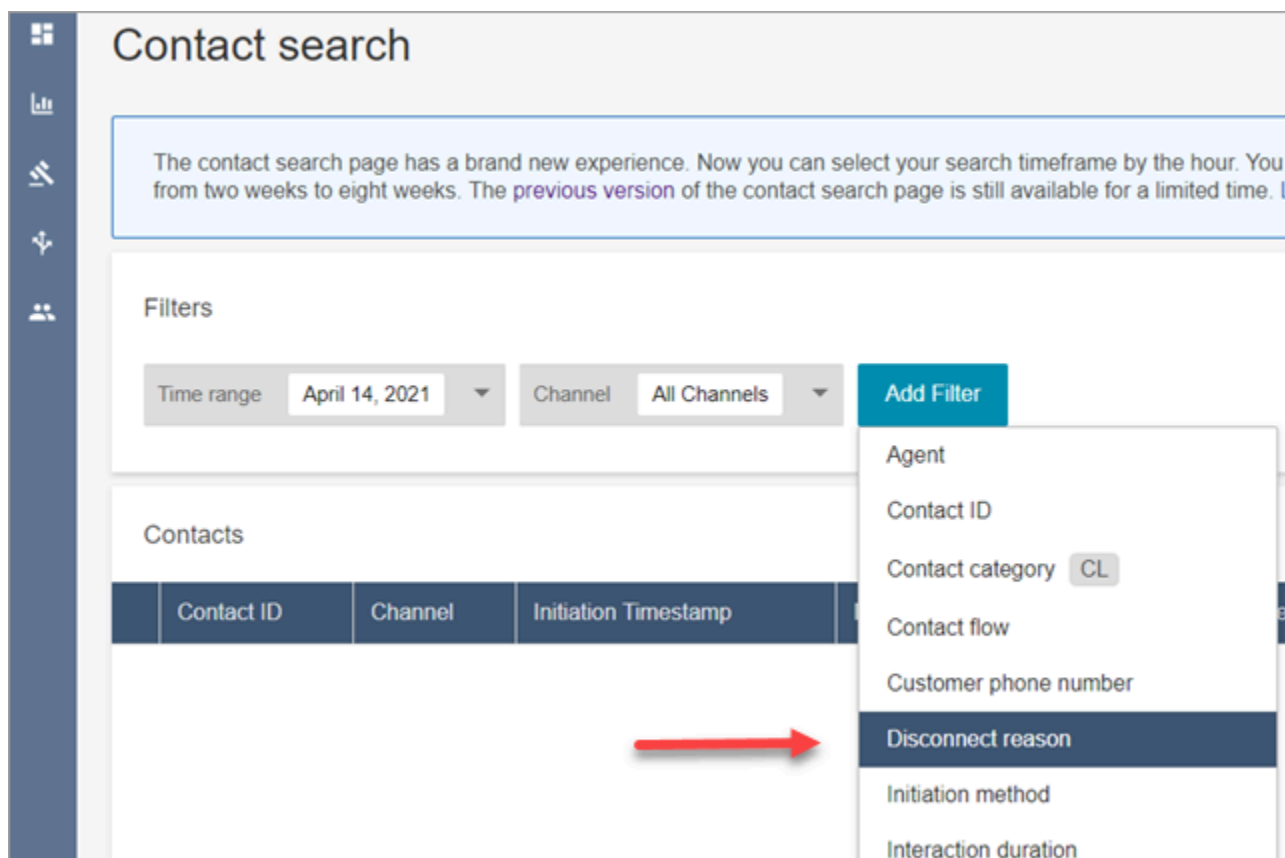 Contact search
The contact search page has a brand new experience. Now you can select your search timeframe by the hour. You
from two weeks to eight weeks. The previous version of the contact search page is still available for a limited time.
Filters
Time range April 14, 2021 Channel All Channels Add Filter
Agent
Contact ID
Contacts
Contact category CL
Contact ID Channel Initiation Timestamp
Contact flow
Customer phone number
Disconnect reason
Initiation method
Interaction duration